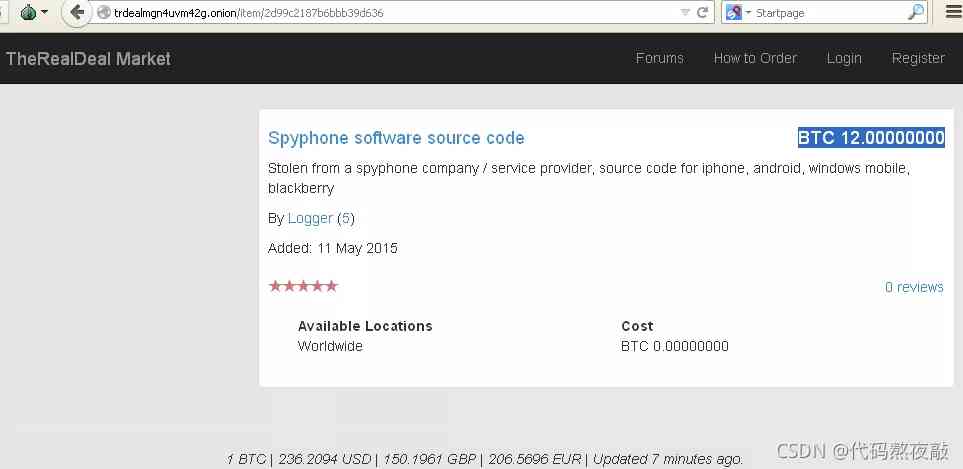 trdealmgn4uvm42g.onion/item/2d99c2187b6bbb39d636
Startpage
TheRealDeal Market
Forums
How to Order
Login
Register
Spyphone software source code
BTC 12.00000000
Stolen from a spyphone company / service provider, source code for iphone, android, windows mobile,
blackberry
By Logger (5)
Added: 11 May 2015
0 reviews
Available Locations
Cost
Worldwide
BTC 0.00000000
1 BTC | 236.2094 USD | 150.1961 GBP | 206.5696 EUR | Updated 7 minutes ago.
CSDN @代码熬夜敲